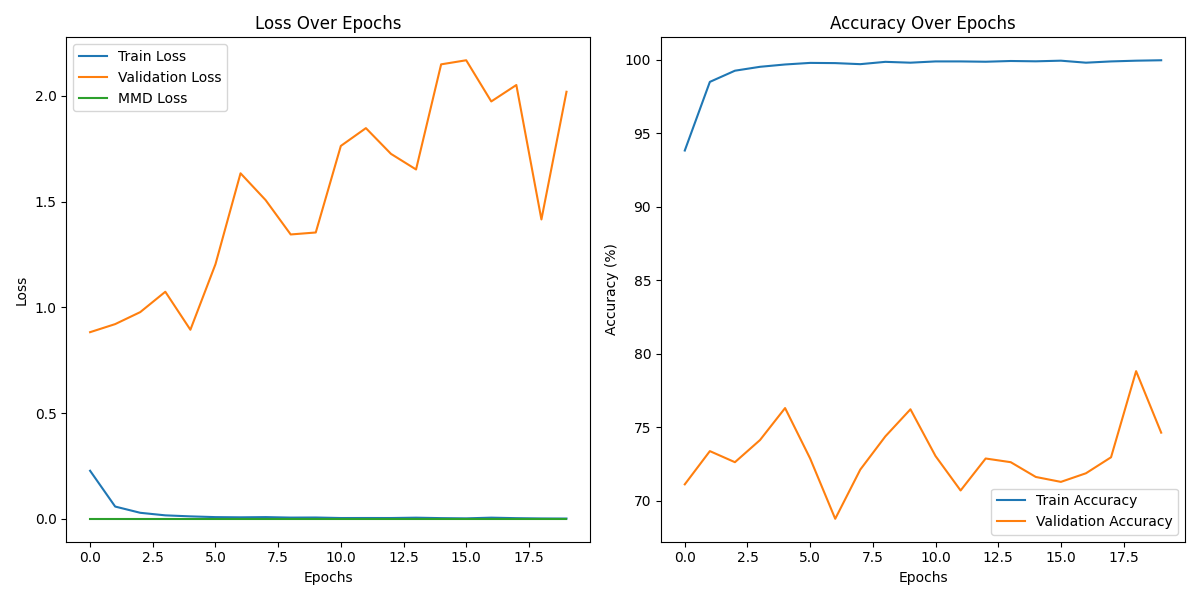 Loss Over Epochs
Train Loss
Validation Loss
MMD Loss
2.0
1.5
1.0
0.5
0.0
Loss
0.0 2.5 5.0 7.5 10.0 12.5 15.0 17.5
Epochs
Accuracy Over Epochs
100
95
90
85
80
75
70
Accuracy (%)
Train Accuracy
Validation Accuracy
0.0 2.5 5.0 7.5 10.0 12.5 15.0 17.5
Epochs